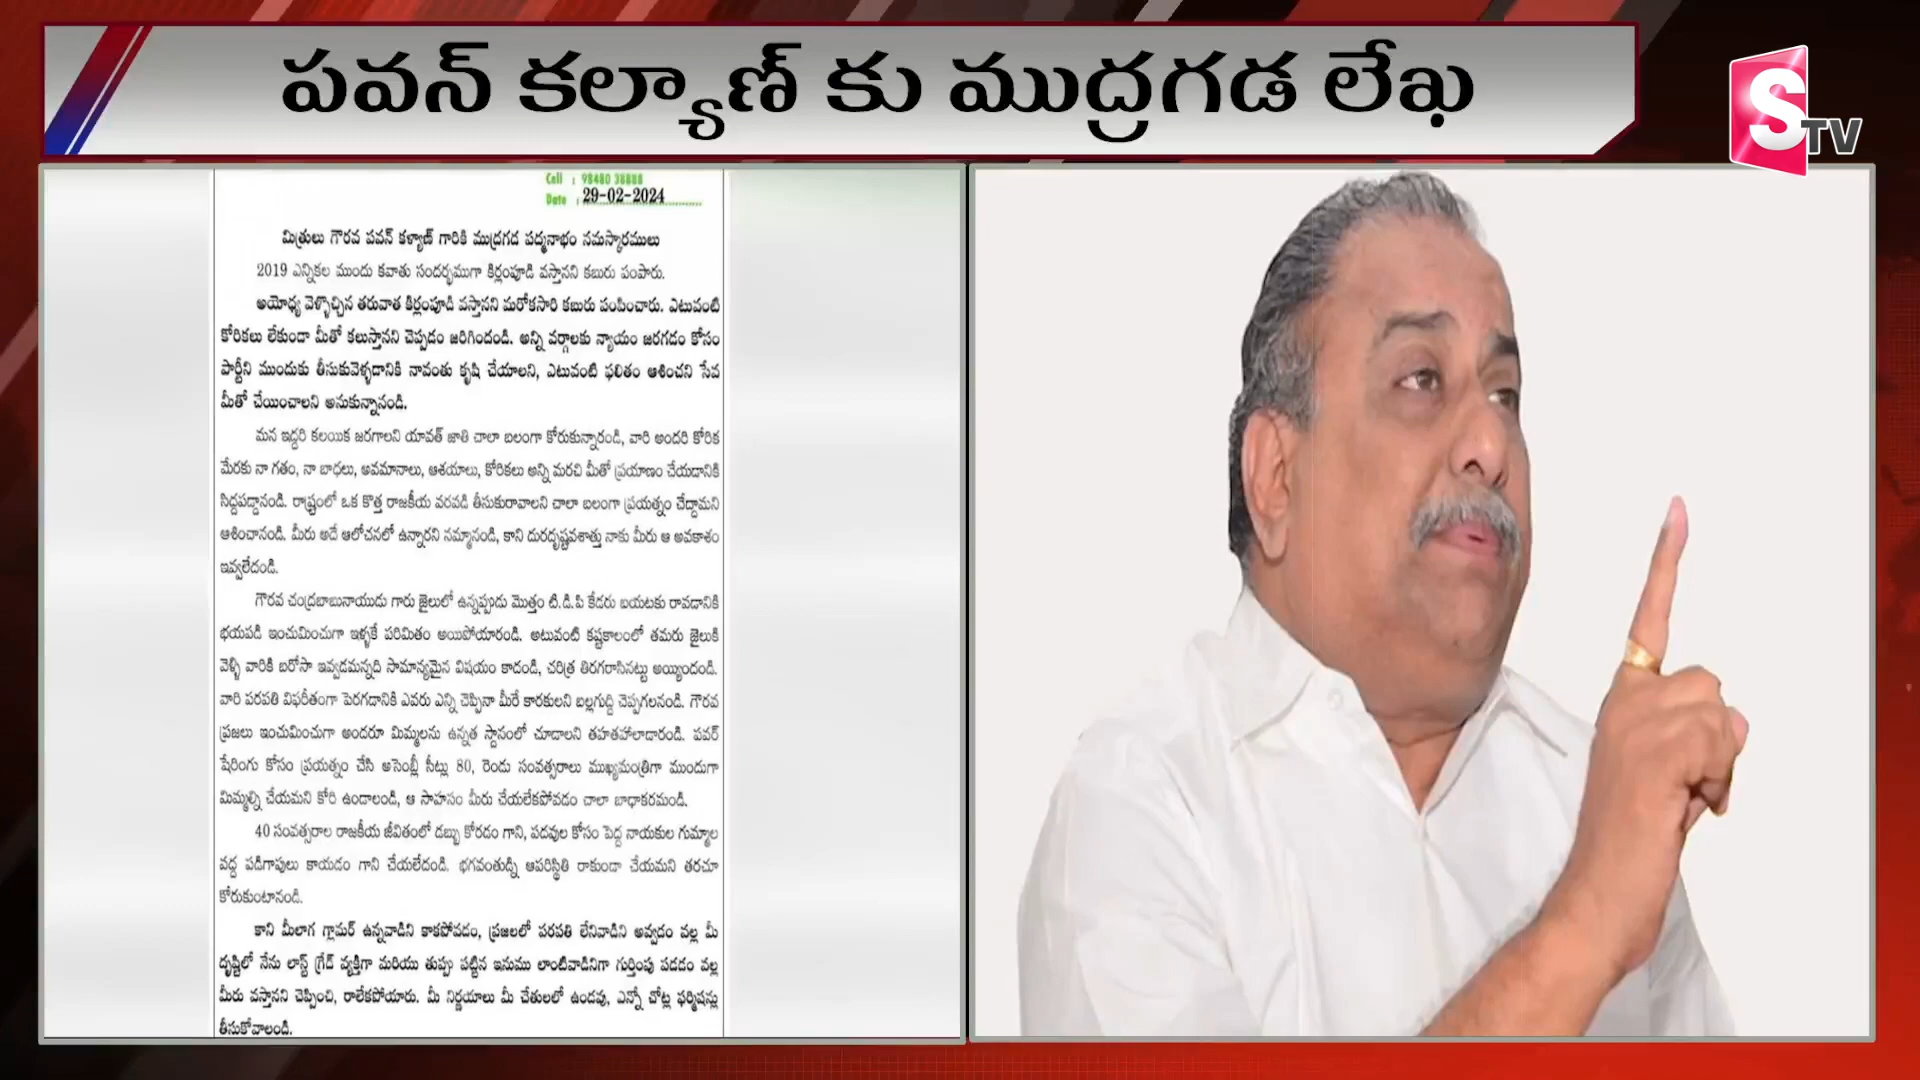 పవన్ కల్యాణ్ కు ముద్రగడ లేఖ
S TV
Cell : 98480 38888
Date : 29-02-2024
మిత్రులు గౌరవ పవన్ కళ్యాణ్ గారికి ముద్రగడ పద్మనాభం నమస్కారములు
2019 ఎన్నికల ముందు కవాతు సందర్భముగా కిర్లంపూడి వస్తానని కబురు పంపారు.
అయోధ్య వెళ్ళొచ్చిన తరువాత కిర్లంపూడి వస్తానని మరోకసారి కబురు పంపించారు. ఎటువంటి
కోరికలు లేకుండా మీతో కలుస్తానని చెప్పడం జరిగిందండి. అన్ని వర్గాలకు న్యాయం జరగడం కోసం
పార్టీని ముందుకు తీసుకువెళ్ళడానికి నావంతు కృషి చేయాలని, ఎటువంటి ఫలితం ఆశించని సేవ
మీతో చేయించాలని అనుకున్నానండి.
మన ఇద్దరి కలయిక జరగాలని యావత్ జాతి చాలా బలంగా కోరుకున్నారండి, వారి అందరి కోరిక
మేరకు నా గతం, నా బాధలు, అవమానాలు, ఆశయాలు, కోరికలు అన్ని మరచి మీతో ప్రయాణం చేయడానికి
సిద్దపడ్డానండి. రాష్ట్రంలో ఒక కొత్త రాజకీయ వరవడి తీసుకురావాలని చాలా బలంగా ప్రయత్నం చేద్దామని
ఆశించానండి. మీరు అదే ఆలోచనలో ఉన్నారని నమ్మానండి, కాని దురదృష్టవశాత్తు నాకు మీరు ఆ అవకాశం
ఇవ్వలేదండి.
గౌరవ చంద్రబాబునాయుడు గారు జైలులో ఉన్నప్పుడు మొత్తం టి.డి.పి కేడరు బయటకు రావడానికి
భయపడి ఇంచుమించుగా ఇళ్ళకే పరిమితం అయిపోయారండి. అటువంటి కష్టకాలంలో తమరు జైలుకి
వెళ్ళి వారికి బరోసా ఇవ్వడమన్నది సామాన్యమైన విషయం కాదండి, చరిత్ర తిరగరాసినట్టు అయ్యిందండి.
వారి పరపతి విపరీతంగా పెరగడానికి ఎవరు ఎన్ని చెప్పినా మీరే కారకులని బల్లగుద్ది చెప్పగలనండి. గౌరవ
ప్రజలు ఇంచుమించుగా అందరూ మిమ్మలను ఉన్నత స్దానంలో చూడాలని తహతహాలాడారండి. పవర్
షేరింగు కోసం ప్రయత్నం చేసి అసెంబ్లీ సీట్లు 80, రెండు సంవత్సరాలు ముఖ్యమంత్రిగా ముందుగా
మిమ్మల్ని చేయమని కోరి ఉండాలండి, ఆ సాహసం మీరు చేయలేకపోవడం చాలా బాధాకరమండి.
40 సంవత్సరాల రాజకీయ జీవితంలో డబ్బు కోరడం గాని, పదవుల కోసం పెద్ద నాయకుల గుమ్మాల
వద్ద పడిగాపులు కాయడం గాని చేయలేదండి. భగవంతుడ్ని ఆపరిస్థితి రాకుండా చేయమని తరచూ
కోరుకుంటానండి.
కాని మీలాగ గ్లామర్ ఉన్నవాడిని కాకపోవడం, ప్రజలలో పరపతి లేనివాడిని అవ్వడం వల్ల మీ
దృష్టిలో నేను లాస్ట్ గ్రేడ్ వ్యక్తిగా మరియు తుప్పు పట్టిన ఇనుము లాంటివాడినిగా గుర్తింపు పడడం వల్ల
మీరు వస్తానని చెప్పించి, రాలేకపోయారు. మీ నిర్ణయాలు మీ చేతులలో ఉండవు, ఎన్నో చోట్ల పర్మిషన్లు
తీసుకోవాలండి.